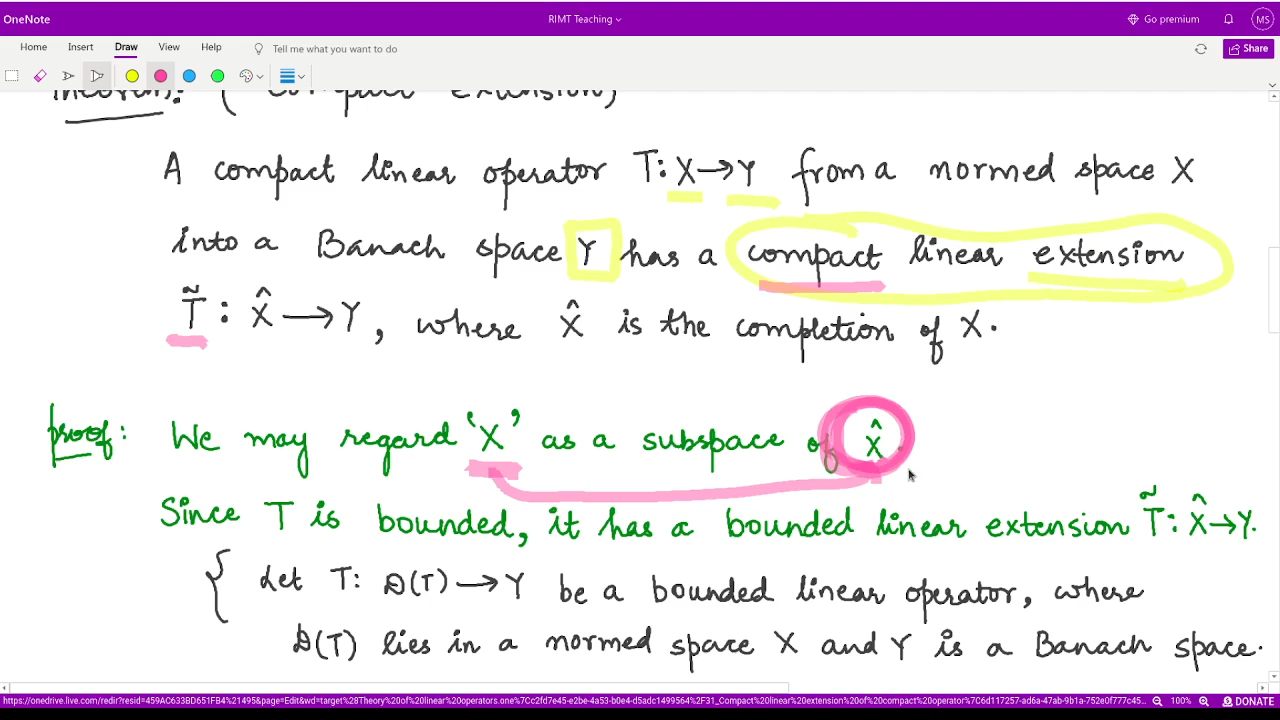 OneNote
RIMT Teaching
Go premium
MS
Home Insert Draw View Help Tell me what you want to do
Share
Theorem: ( Compact extension)
A compact linear operator T: X→Y from a normed space X
into a Banach space Y has a compact linear extension
T̃ : X̂ → Y, where X̂ is the completion of X.
proof: We may regard 'X' as a subspace of X̂.
Since T is bounded, it has a bounded linear extension T̃: X̂→Y.
{ Let T: D(T)→Y be a bounded linear operator, where
D(T) lies in a normed space X and Y is a Banach space.
100%
DONATE